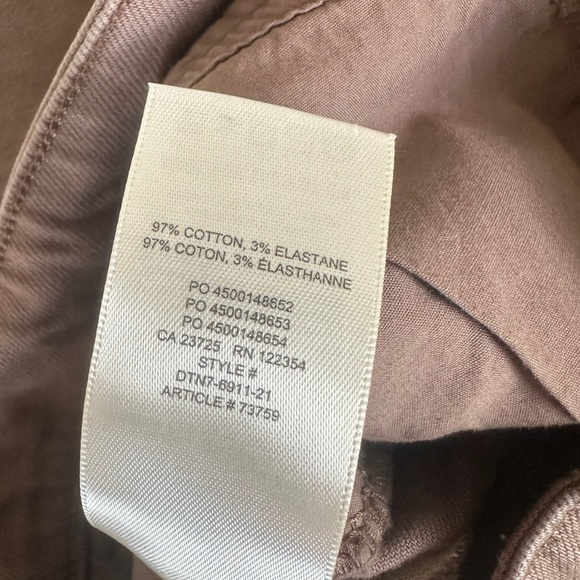 97% COTTON, 3% ELASTANE
97% COTON, 3% ÉLASTHANNE
PO 4500148652
PO 4500148653
PO 4500148654
CA 23725 RN 122354
STYLE #
DTN7-6911-21
ARTICLE # 73759